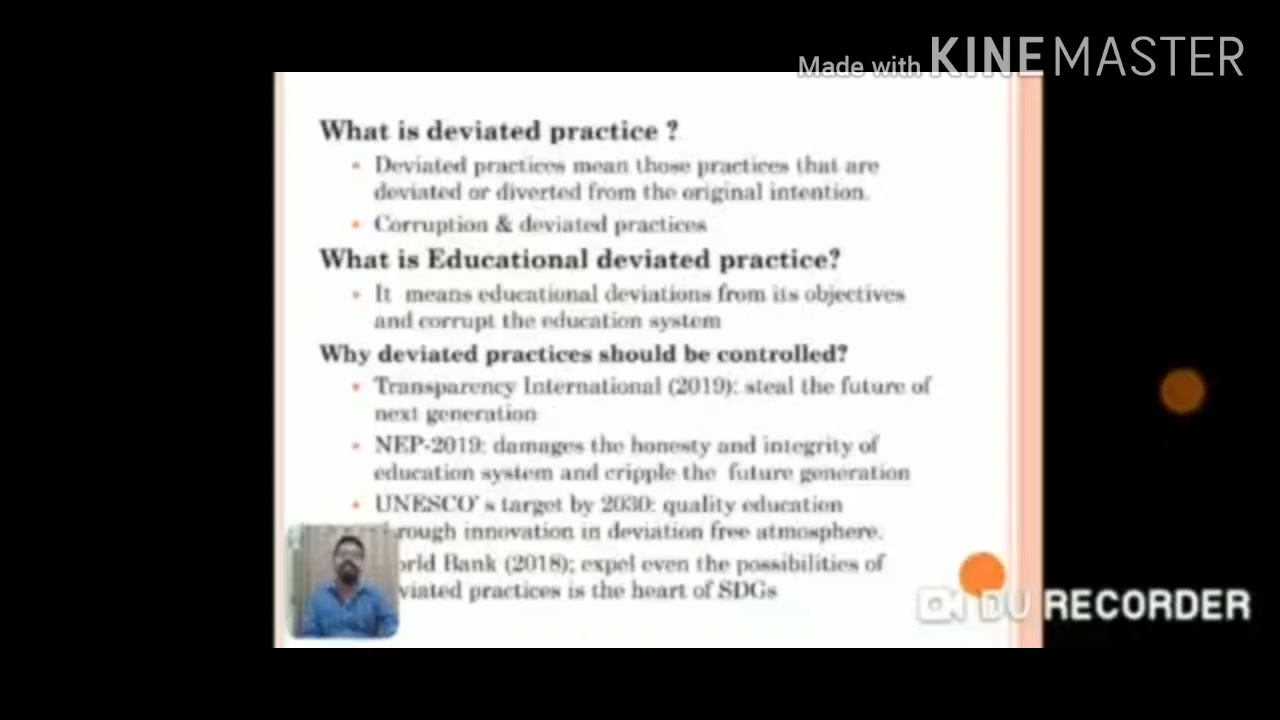 Made with KINEMASTER
What is deviated practice ?
Deviated practices mean those practices that are
deviated or diverted from the original intention.
Corruption & deviated practices
What is Educational deviated practice?
It means educational deviations from its objectives
and corrupt the education system
Why deviated practices should be controlled?
Transparency International (2019): steal the future of
next generation
NEP-2019: damages the honesty and integrity of
education system and cripple the future generation
UNESCO' s target by 2030: quality education
rough innovation in deviation free atmosphere.
orld Bank (2018); expel even the possibilities of
viated practices is the heart of SDGs
DU RECORDER